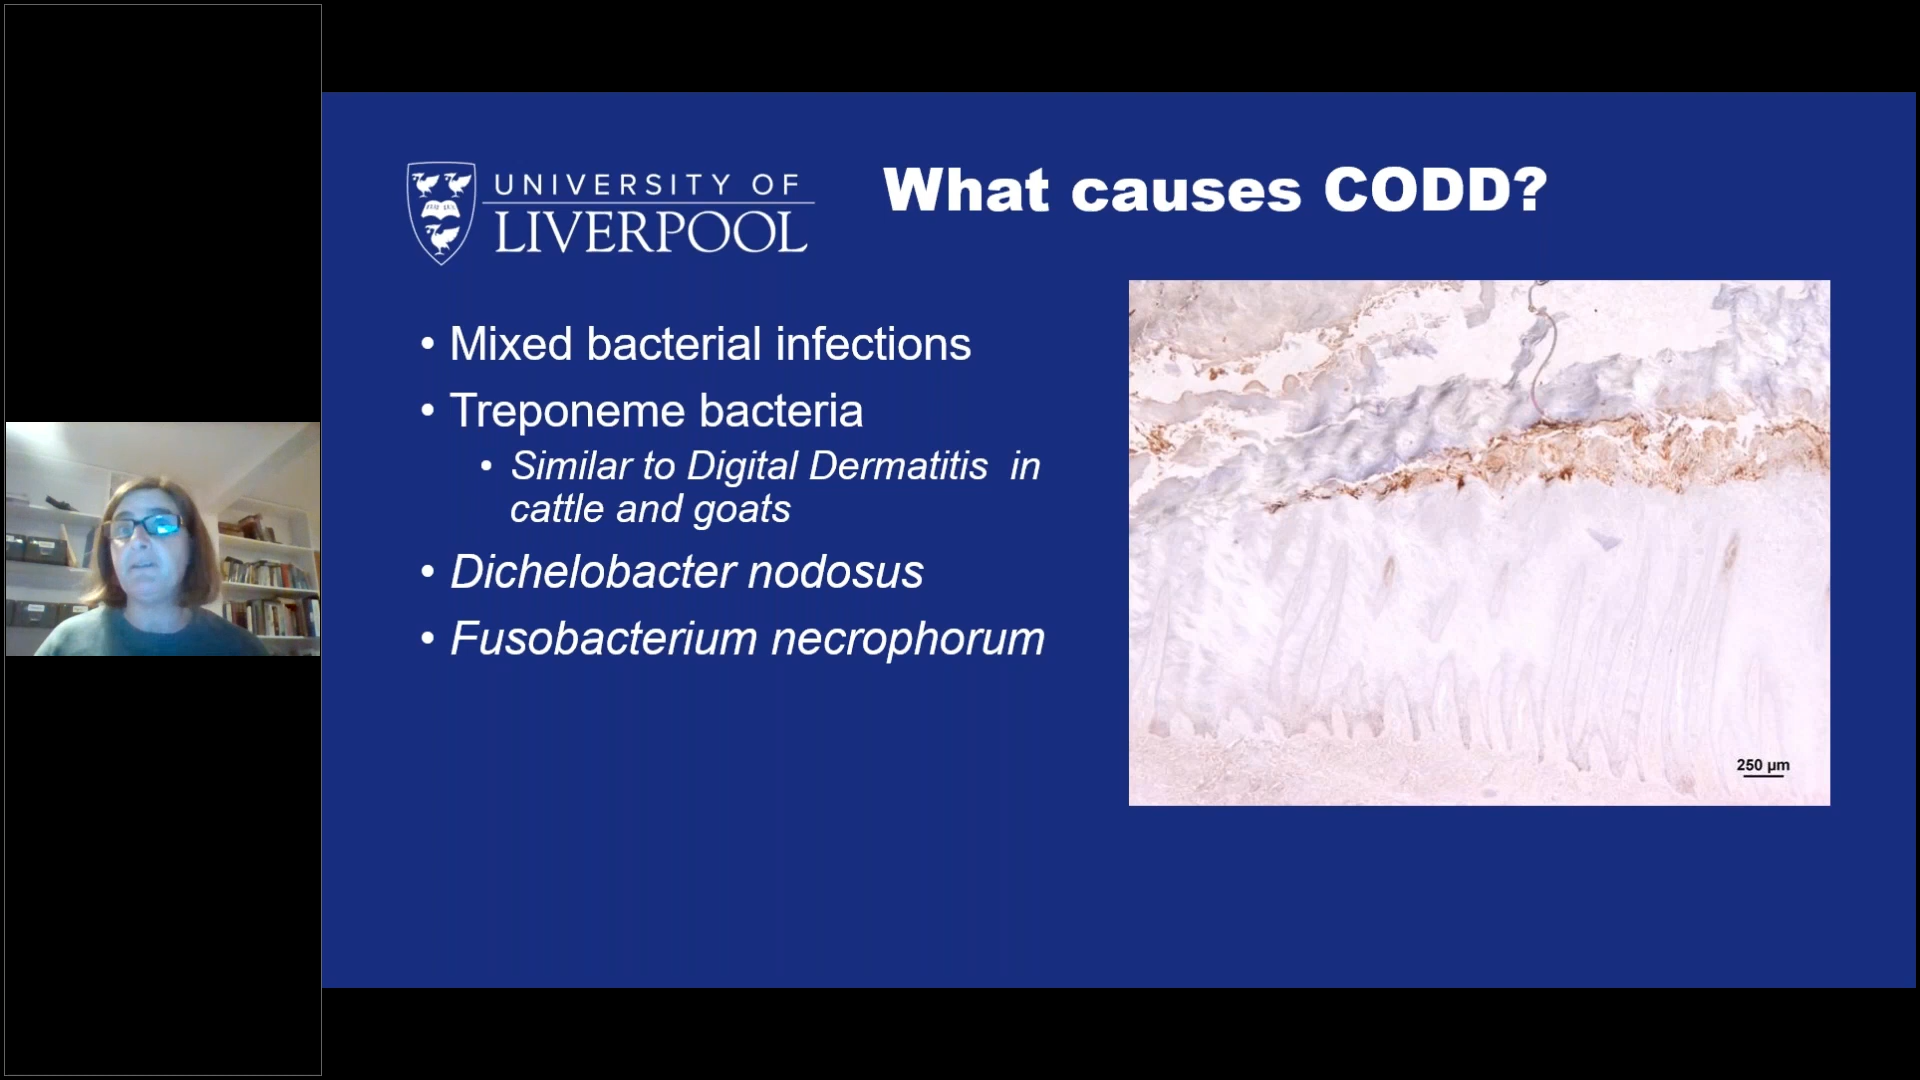 UNIVERSITY OF
LIVERPOOL
What causes CODD?
• Mixed bacterial infections
• Treponeme bacteria
• Similar to Digital Dermatitis in
cattle and goats
• Dichelobacter nodosus
• Fusobacterium necrophorum
250 µm